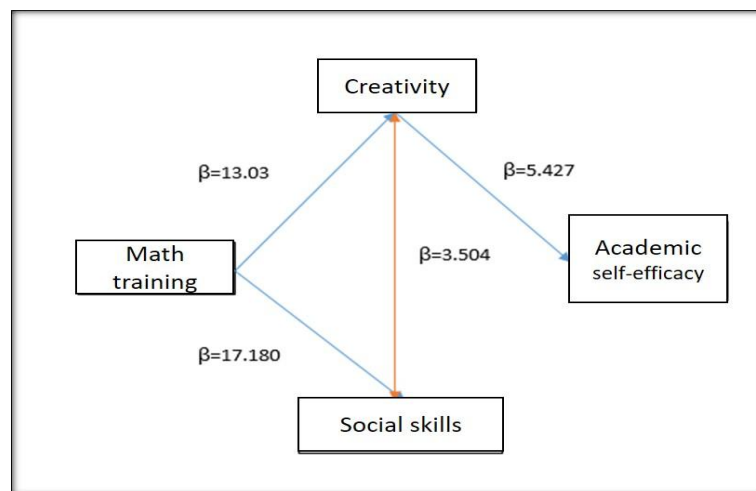 Creativity
β=13.03
β=5.427
Math
training
β=3.504
Academic
self-efficacy
β=17.180
Social skills